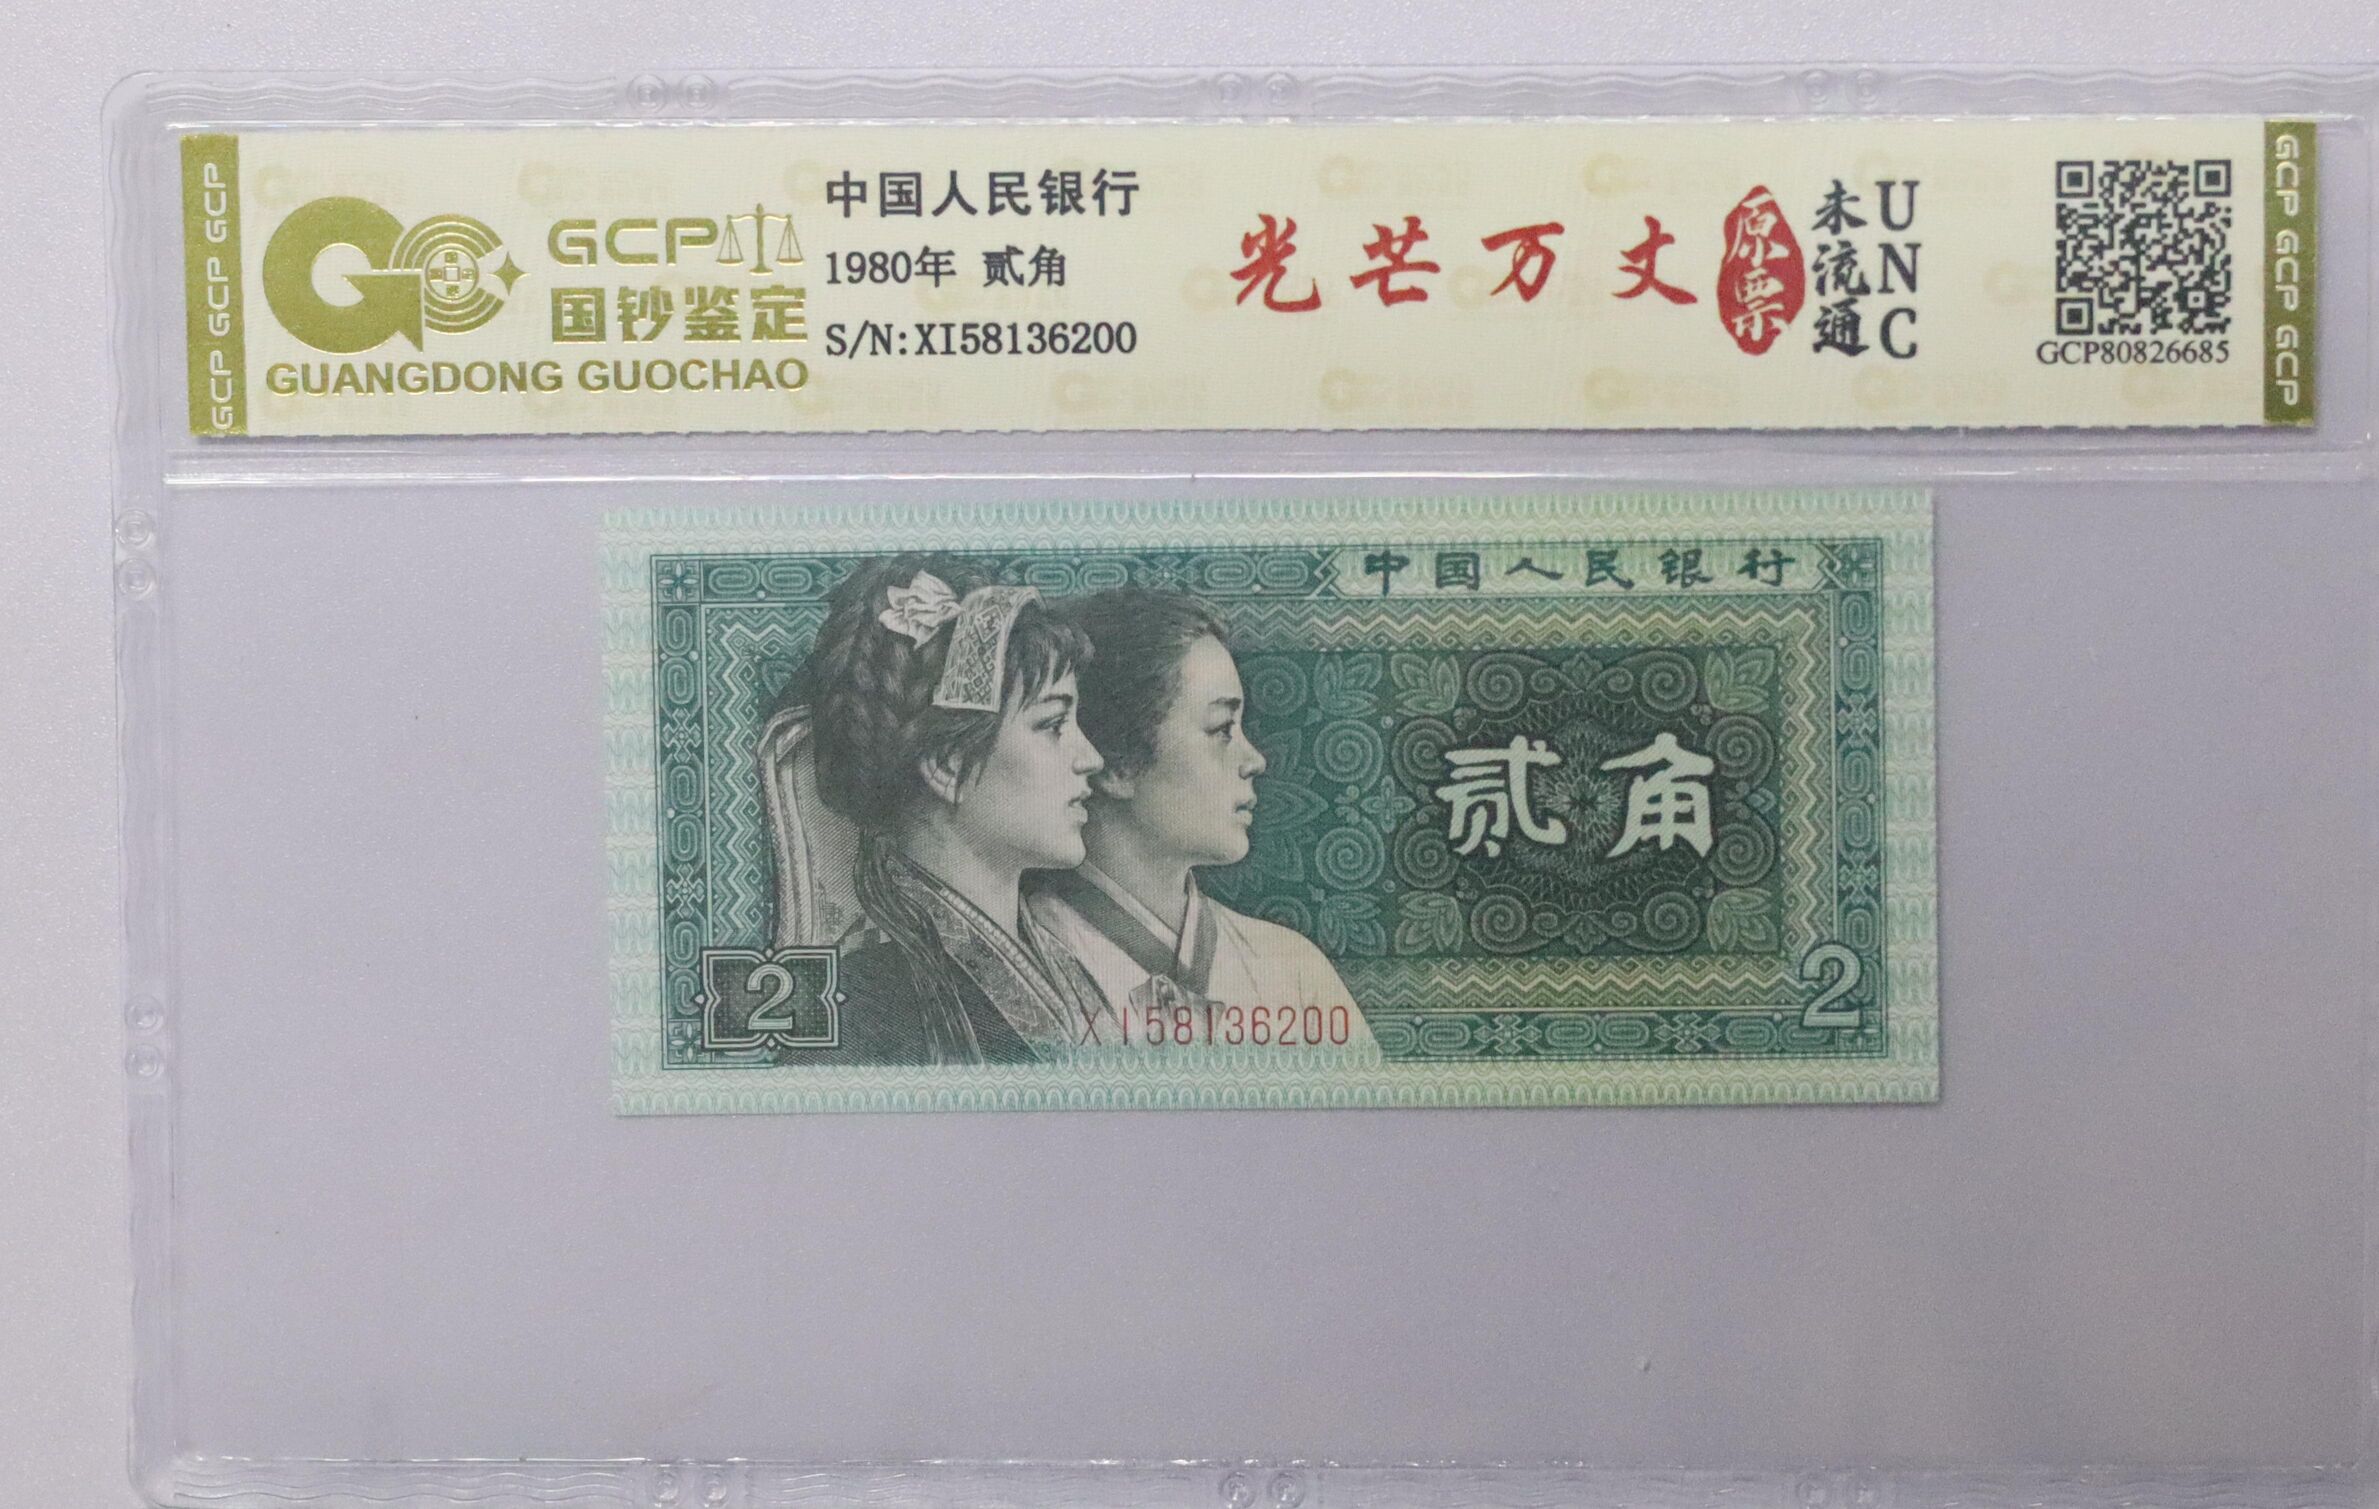 GCP GCP GCP
GCP
国钞鉴定
GUANGDONG GUOCHAO
中国人民银行
1980年 贰角
S/N:XI58136200
光芒万丈
原票
未流通
UNC
GCP80826685
GCP GCP GCP
中国人民银行
贰角
2
2
XI58136200